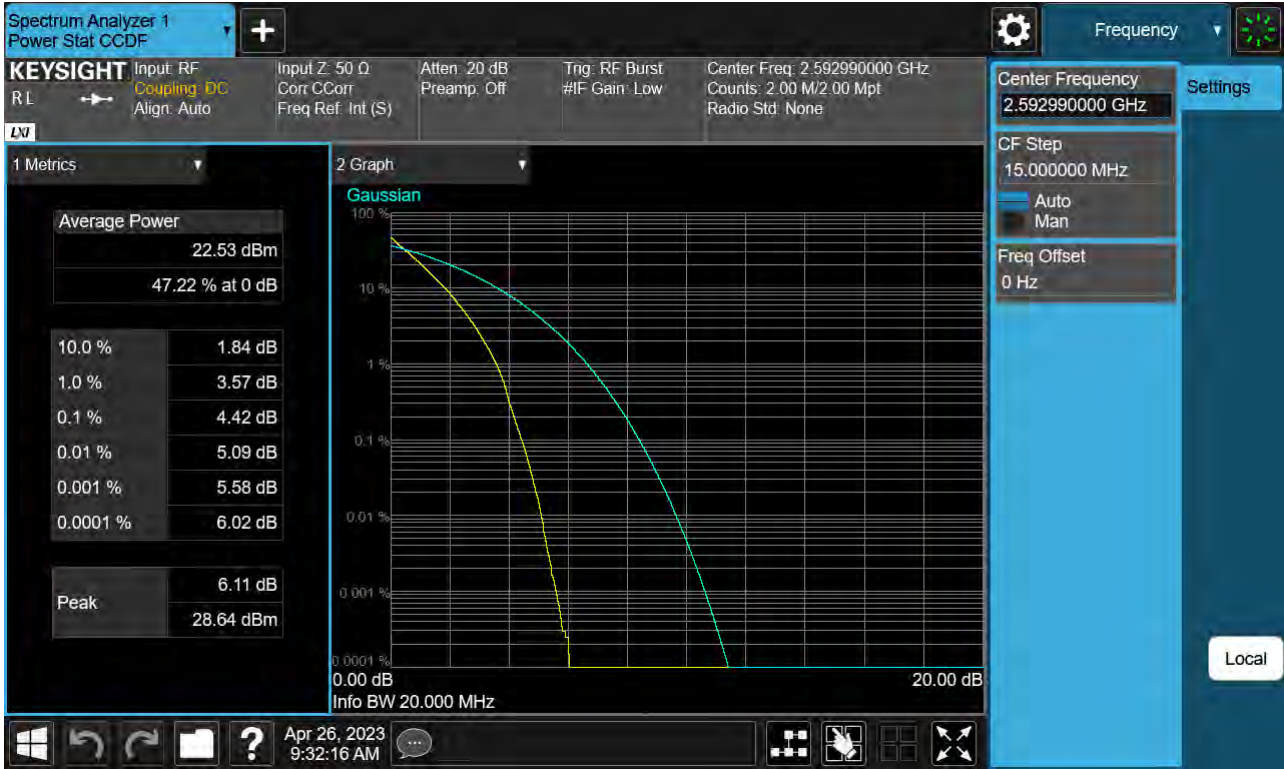 Spectrum Analyzer 1
Power Stat CCDF
+
Frequency
KEYSIGHT
RL
LXI
Input: RF
Coupling: DC
Align: Auto
Input Z: 50 Ω
Corr CCorr
Freq Ref: Int (S)
Atten: 20 dB
Preamp: Off
Trig: RF Burst
#IF Gain: Low
Center Freq: 2.592990000 GHz
Counts: 2.00 M/2.00 Mpt
Radio Std: None
Center Frequency
2.592990000 GHz
Settings
CF Step
15.000000 MHz
Auto
Man
Freq Offset
0 Hz
1 Metrics
Average Power
22.53 dBm
47.22 % at 0 dB
10.0 % 1.84 dB
1.0 % 3.57 dB
0.1 % 4.42 dB
0.01 % 5.09 dB
0.001 % 5.58 dB
0.0001 % 6.02 dB
Peak
6.11 dB
28.64 dBm
2 Graph
Gaussian
100 %
10 %
1 %
0.1 %
0.01 %
0.001 %
0.0001 %
0.00 dB 20.00 dB
Info BW 20.000 MHz
Local
?
Apr 26, 2023
9:32:16 AM